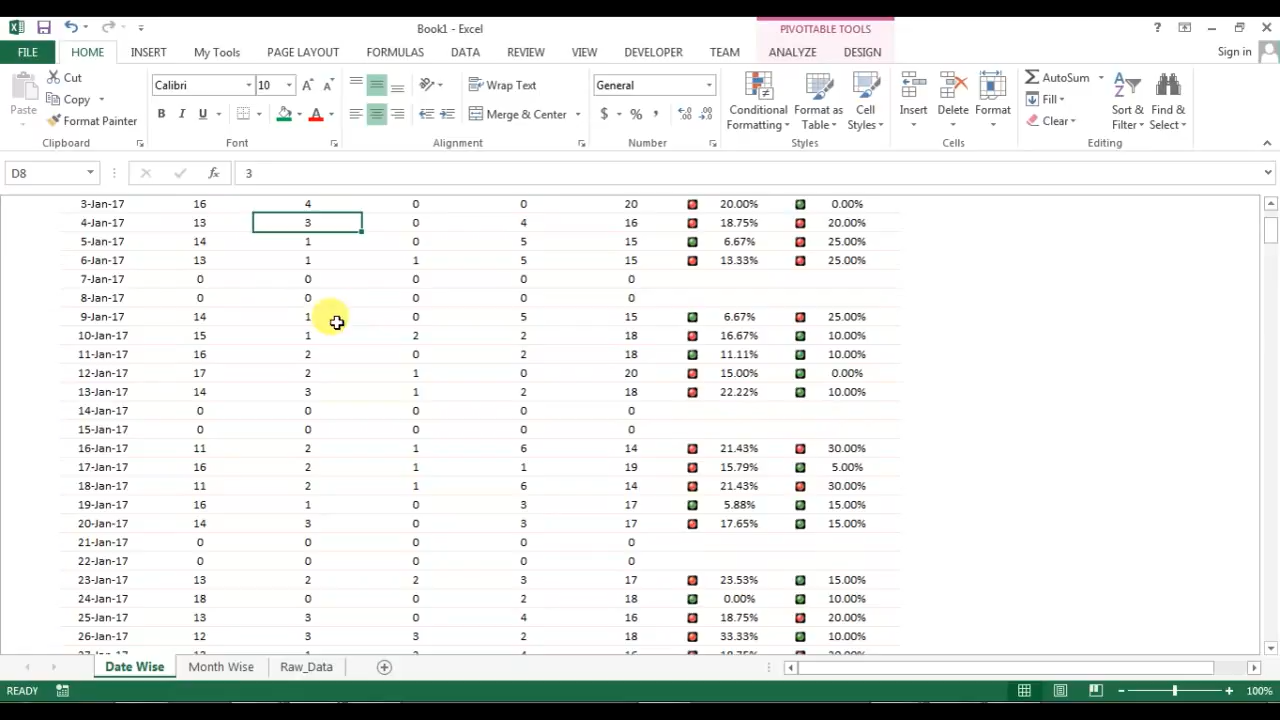 Book1 - Excel
PIVOTTABLE TOOLS
?
FILE HOME INSERT My Tools PAGE LAYOUT FORMULAS DATA REVIEW VIEW DEVELOPER TEAM ANALYZE DESIGN Sign in
Paste
Cut
Copy
Format Painter
Clipboard
Calibri 10
B I U
Font
Wrap Text
Merge & Center
Alignment
General
$ % ,
Number
Conditional Formatting
Format as Table
Cell Styles
Styles
Insert
Delete
Format
Cells
AutoSum
Fill
Clear
Sort & Filter
Find & Select
Editing
D8 fx 3
3-Jan-17 16 4 0 0 20 20.00% 0.00%
4-Jan-17 13 3 0 4 16 18.75% 20.00%
5-Jan-17 14 1 0 5 15 6.67% 25.00%
6-Jan-17 13 1 1 5 15 13.33% 25.00%
7-Jan-17 0 0 0 0 0
8-Jan-17 0 0 0 0 0
9-Jan-17 14 1 0 5 15 6.67% 25.00%
10-Jan-17 15 1 2 2 18 16.67% 10.00%
11-Jan-17 16 2 0 2 18 11.11% 10.00%
12-Jan-17 17 2 1 0 20 15.00% 0.00%
13-Jan-17 14 3 1 2 18 22.22% 10.00%
14-Jan-17 0 0 0 0 0
15-Jan-17 0 0 0 0 0
16-Jan-17 11 2 1 6 14 21.43% 30.00%
17-Jan-17 16 2 1 1 19 15.79% 5.00%
18-Jan-17 11 2 1 6 14 21.43% 30.00%
19-Jan-17 16 1 0 3 17 5.88% 15.00%
20-Jan-17 14 3 0 3 17 17.65% 15.00%
21-Jan-17 0 0 0 0 0
22-Jan-17 0 0 0 0 0
23-Jan-17 13 2 2 3 17 23.53% 15.00%
24-Jan-17 18 0 0 2 18 0.00% 10.00%
25-Jan-17 13 3 0 4 16 18.75% 20.00%
26-Jan-17 12 3 3 2 18 33.33% 10.00%
Date Wise Month Wise Raw_Data
READY 100%